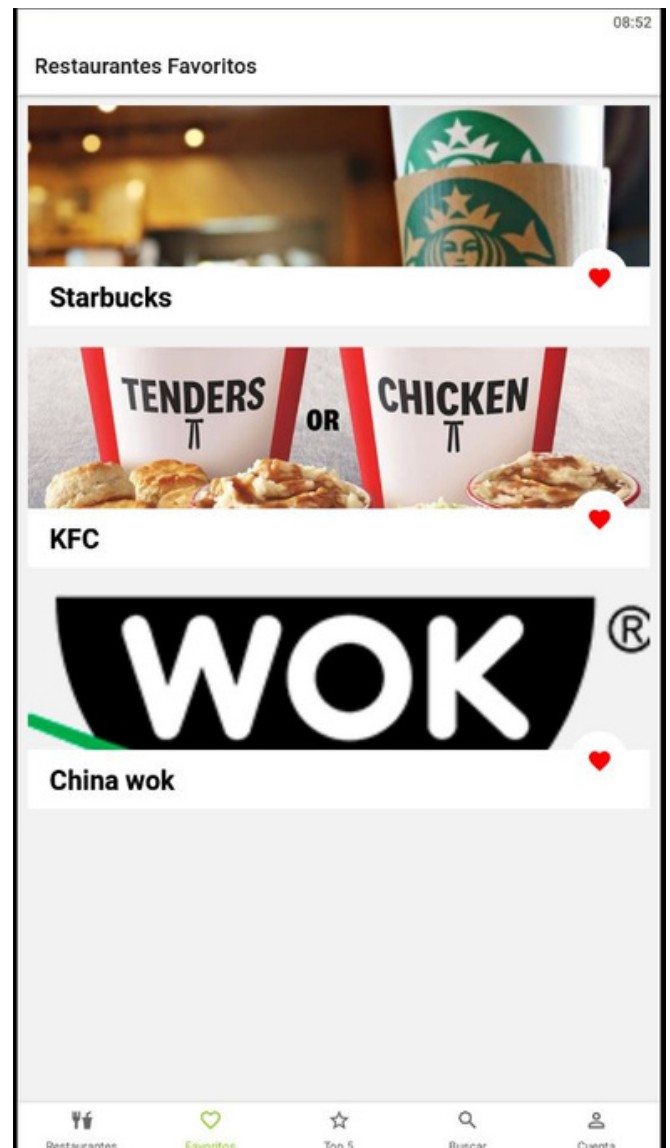 08:52
Restaurantes Favoritos
Starbucks
TENDERS OR CHICKEN
KFC
WOK ®
China wok
Restaurantes Favoritos Top 5 Buscar Cuenta